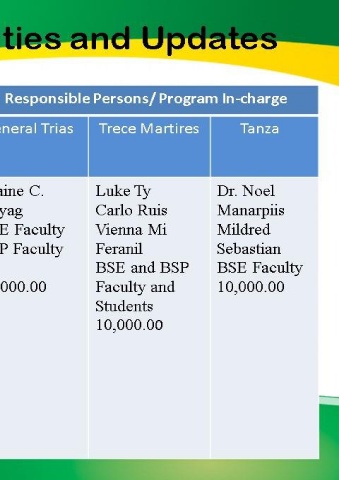 ties and Updates
Responsible Persons/ Program In-charge
neral Trias
Trece Martires
Tanza
aine C.
yag
E Faculty
P Faculty
000.00
Luke Ty
Carlo Ruis
Vienna Mi
Feranil
BSE and BSP
Faculty and
Students
10,000.00
Dr. Noel
Manarpiis
Mildred
Sebastian
BSE Faculty
10,000.00